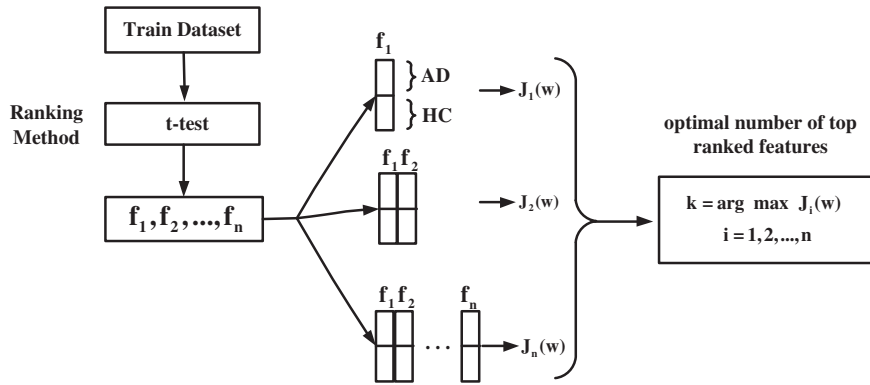 Train Dataset
Ranking
Method
t-test
f₁, f₂, ..., fₙ
f₁
AD
HC
J₁(w)
f₁ f₂
J₂(w)
f₁ f₂
...
fₙ
Jₙ(w)
optimal number of top
ranked features
k = arg max Jᵢ(w)
i = 1, 2, ..., n